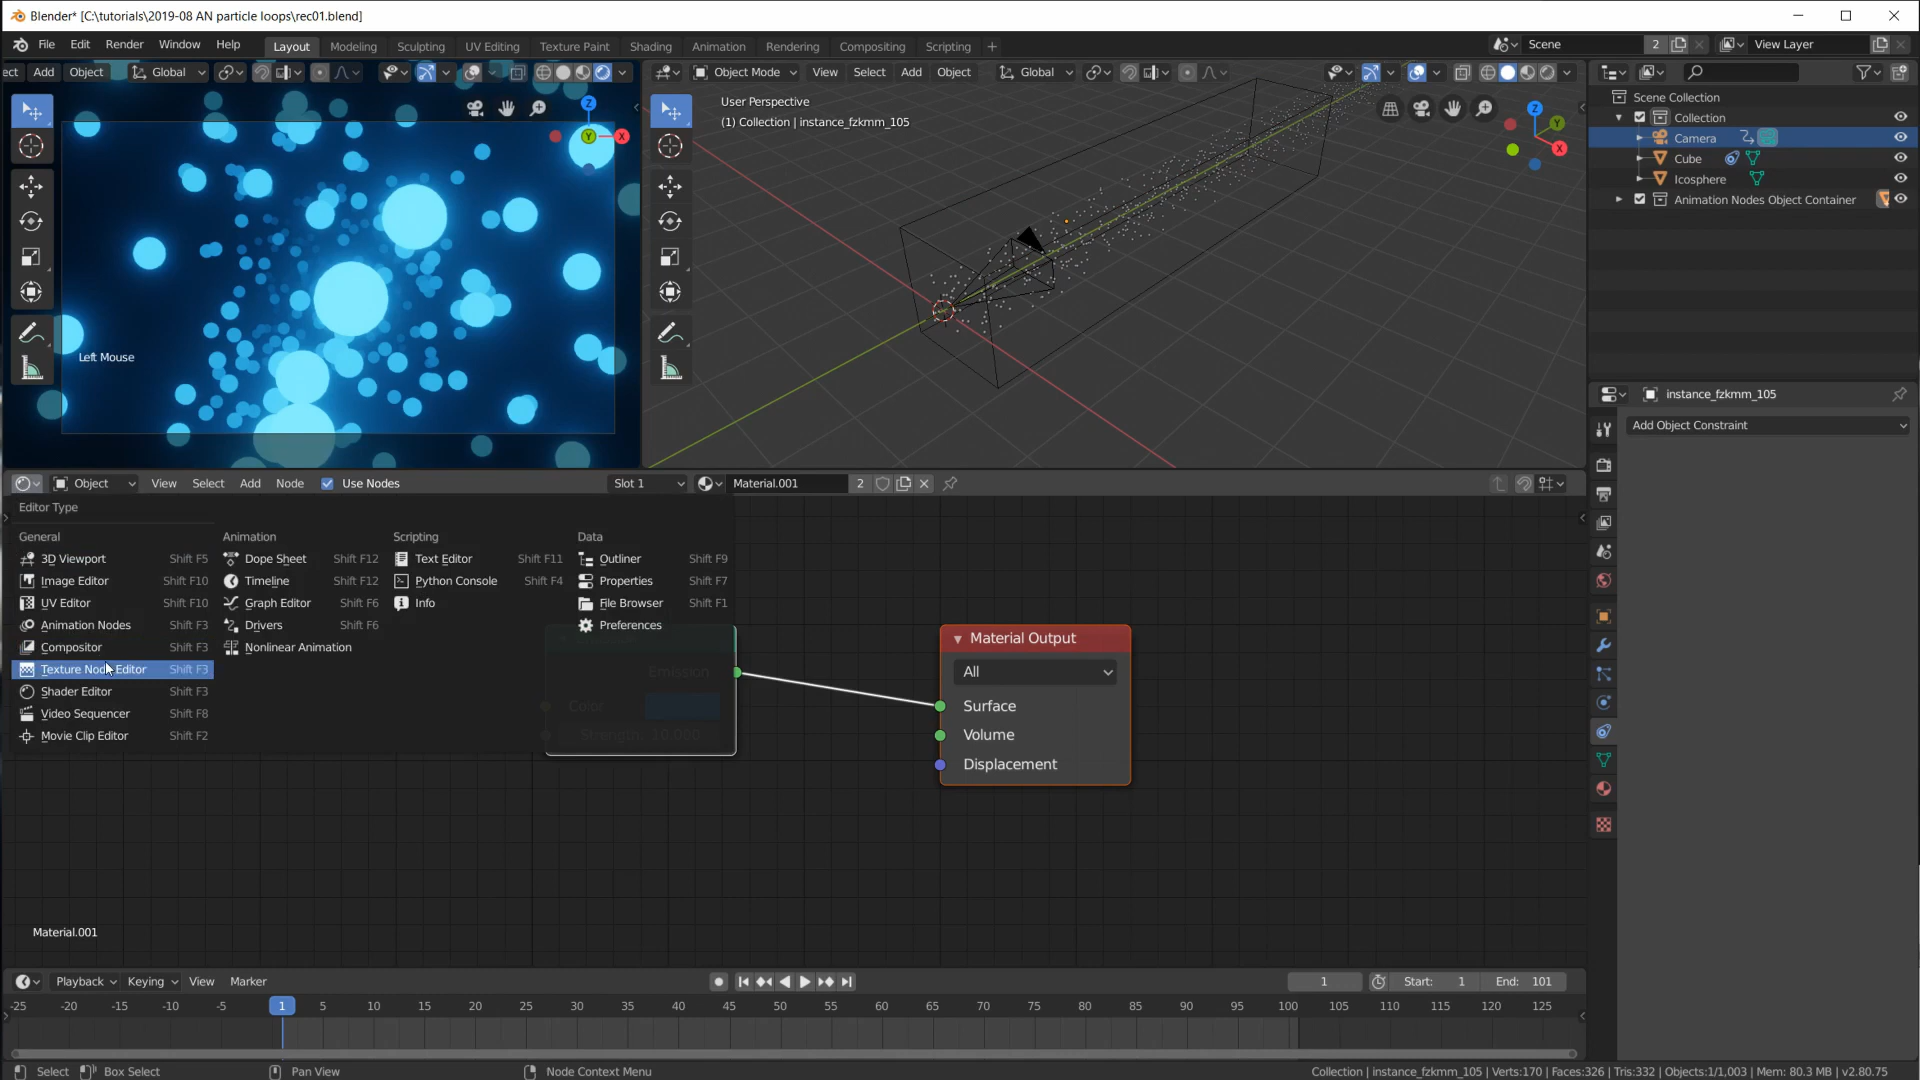 Blender* [C:\tutorials\2019-08 AN particle loops\rec01.blend]
File Edit Render Window Help Layout Modeling Sculpting UV Editing Texture Paint Shading Animation Rendering Compositing Scripting + Scene 2 View Layer
ect Add Object Global
Object Mode View Select Add Object Global
User Perspective
(1) Collection | instance_fzkmm_105
Z
X
Y
Z
Y
X
Left Mouse
Scene Collection
Collection
Camera
Cube
Icosphere
Animation Nodes Object Container
instance_fzkmm_105
Add Object Constraint
Object View Select Add Node Use Nodes Slot 1 Material.001 2
Editor Type
General Animation Scripting Data
3D Viewport Shift F5 Dope Sheet Shift F12 Text Editor Shift F11 Outliner Shift F9
Image Editor Shift F10 Timeline Shift F12 Python Console Shift F4 Properties Shift F7
UV Editor Shift F10 Graph Editor Shift F6 Info File Browser Shift F1
Animation Nodes Shift F3 Drivers Shift F6 Preferences
Compositor Shift F3 Nonlinear Animation
Texture Node Editor Shift F3
Shader Editor Shift F3
Video Sequencer Shift F8
Movie Clip Editor Shift F2
Emission
Color
Strength: 10.000
Material Output
All
Surface
Volume
Displacement
Material.001
Playback Keying View Marker 1 Start: 1 End: 101
-25 -20 -15 -10 -5 1 5 10 15 20 25 30 35 40 45 50 55 60 65 70 75 80 85 90 95 100 105 110 115 120 125
Select Box Select Pan View Node Context Menu Collection | instance_fzkmm_105 | Verts:170 | Faces:326 | Tris:332 | Objects:1/1,003 | Mem: 80.3 MB | v2.80.75